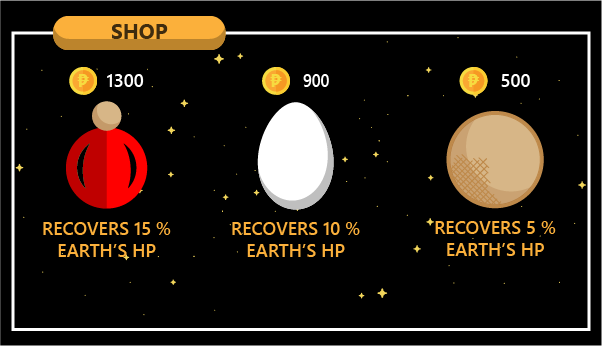 SHOP
1300
900
500
RECOVERS 15 %
EARTH'S HP
RECOVERS 10 %
EARTH'S HP
RECOVERS 5 %
EARTH'S HP